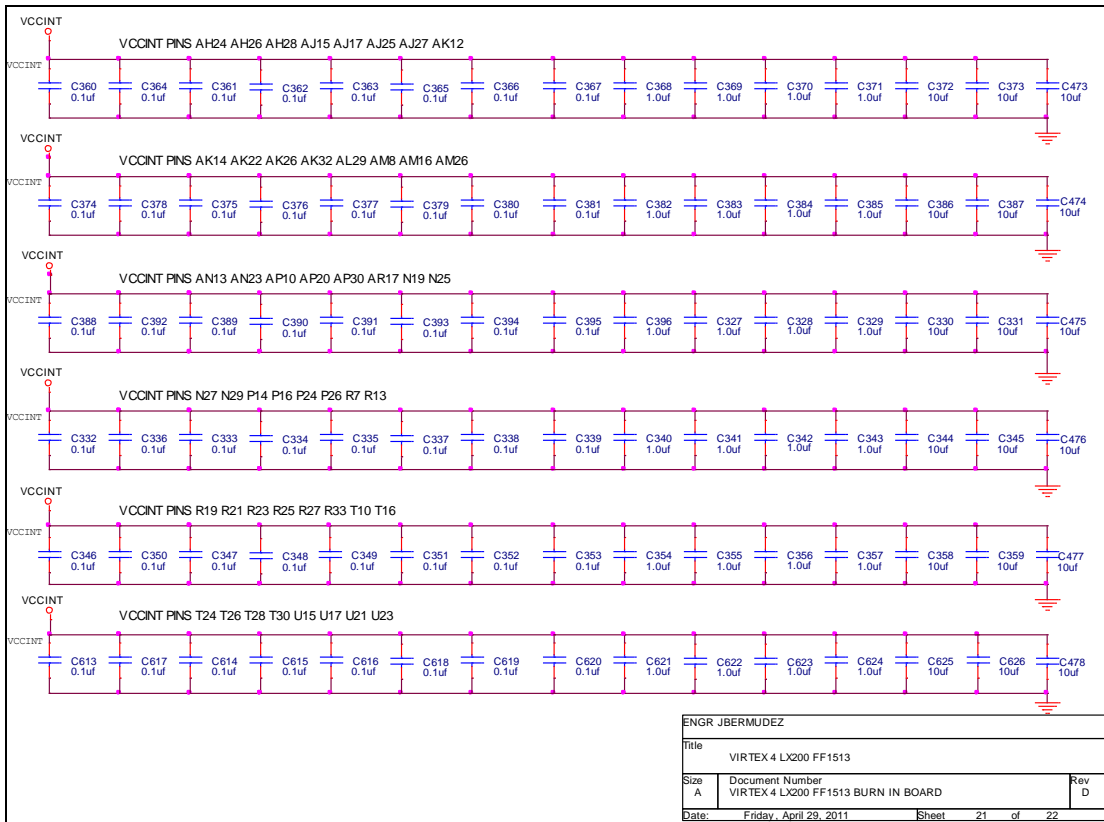 VCCINT
VCCINT PINS AH24 AH26 AH28 AJ15 AJ17 AJ25 AJ27 AK12
VCCINT
C360 C364 C361 C362 C363 C365 C366 C367 C368 C369 C370 C371 C372 C373 C473
0.1uf 0.1uf 0.1uf 0.1uf 0.1uf 0.1uf 0.1uf 0.1uf 1.0uf 1.0uf 1.0uf 1.0uf 10uf 10uf 10uf
VCCINT
VCCINT PINS AK14 AK22 AK26 AK32 AL29 AM8 AM16 AM26
VCCINT
C374 C378 C375 C376 C377 C379 C380 C381 C382 C383 C384 C385 C386 C387 C474
0.1uf 0.1uf 0.1uf 0.1uf 0.1uf 0.1uf 0.1uf 0.1uf 1.0uf 1.0uf 1.0uf 1.0uf 10uf 10uf 10uf
VCCINT
VCCINT PINS AN13 AN23 AP10 AP20 AP30 AR17 N19 N25
VCCINT
C388 C392 C389 C390 C391 C393 C394 C395 C396 C327 C328 C329 C330 C331 C475
0.1uf 0.1uf 0.1uf 0.1uf 0.1uf 0.1uf 0.1uf 0.1uf 1.0uf 1.0uf 1.0uf 1.0uf 10uf 10uf 10uf
VCCINT
VCCINT PINS N27 N29 P14 P16 P24 P26 R7 R13
VCCINT
C332 C336 C333 C334 C335 C337 C338 C339 C340 C341 C342 C343 C344 C345 C476
0.1uf 0.1uf 0.1uf 0.1uf 0.1uf 0.1uf 0.1uf 0.1uf 1.0uf 1.0uf 1.0uf 1.0uf 10uf 10uf 10uf
VCCINT
VCCINT PINS R19 R21 R23 R25 R27 R33 T10 T16
VCCINT
C346 C350 C347 C348 C349 C351 C352 C353 C354 C355 C356 C357 C358 C359 C477
0.1uf 0.1uf 0.1uf 0.1uf 0.1uf 0.1uf 0.1uf 0.1uf 1.0uf 1.0uf 1.0uf 1.0uf 10uf 10uf 10uf
VCCINT
VCCINT PINS T24 T26 T28 T30 U15 U17 U21 U23
VCCINT
C613 C617 C614 C615 C616 C618 C619 C620 C621 C622 C623 C624 C625 C626 C478
0.1uf 0.1uf 0.1uf 0.1uf 0.1uf 0.1uf 0.1uf 0.1uf 1.0uf 1.0uf 1.0uf 1.0uf 10uf 10uf 10uf
ENGR JBERMUDEZ
Title
VIRTEX 4 LX200 FF1513
Size Document Number Rev
A VIRTEX 4 LX200 FF1513 BURN IN BOARD D
Date: Friday, April 29, 2011 Sheet 21 of 22